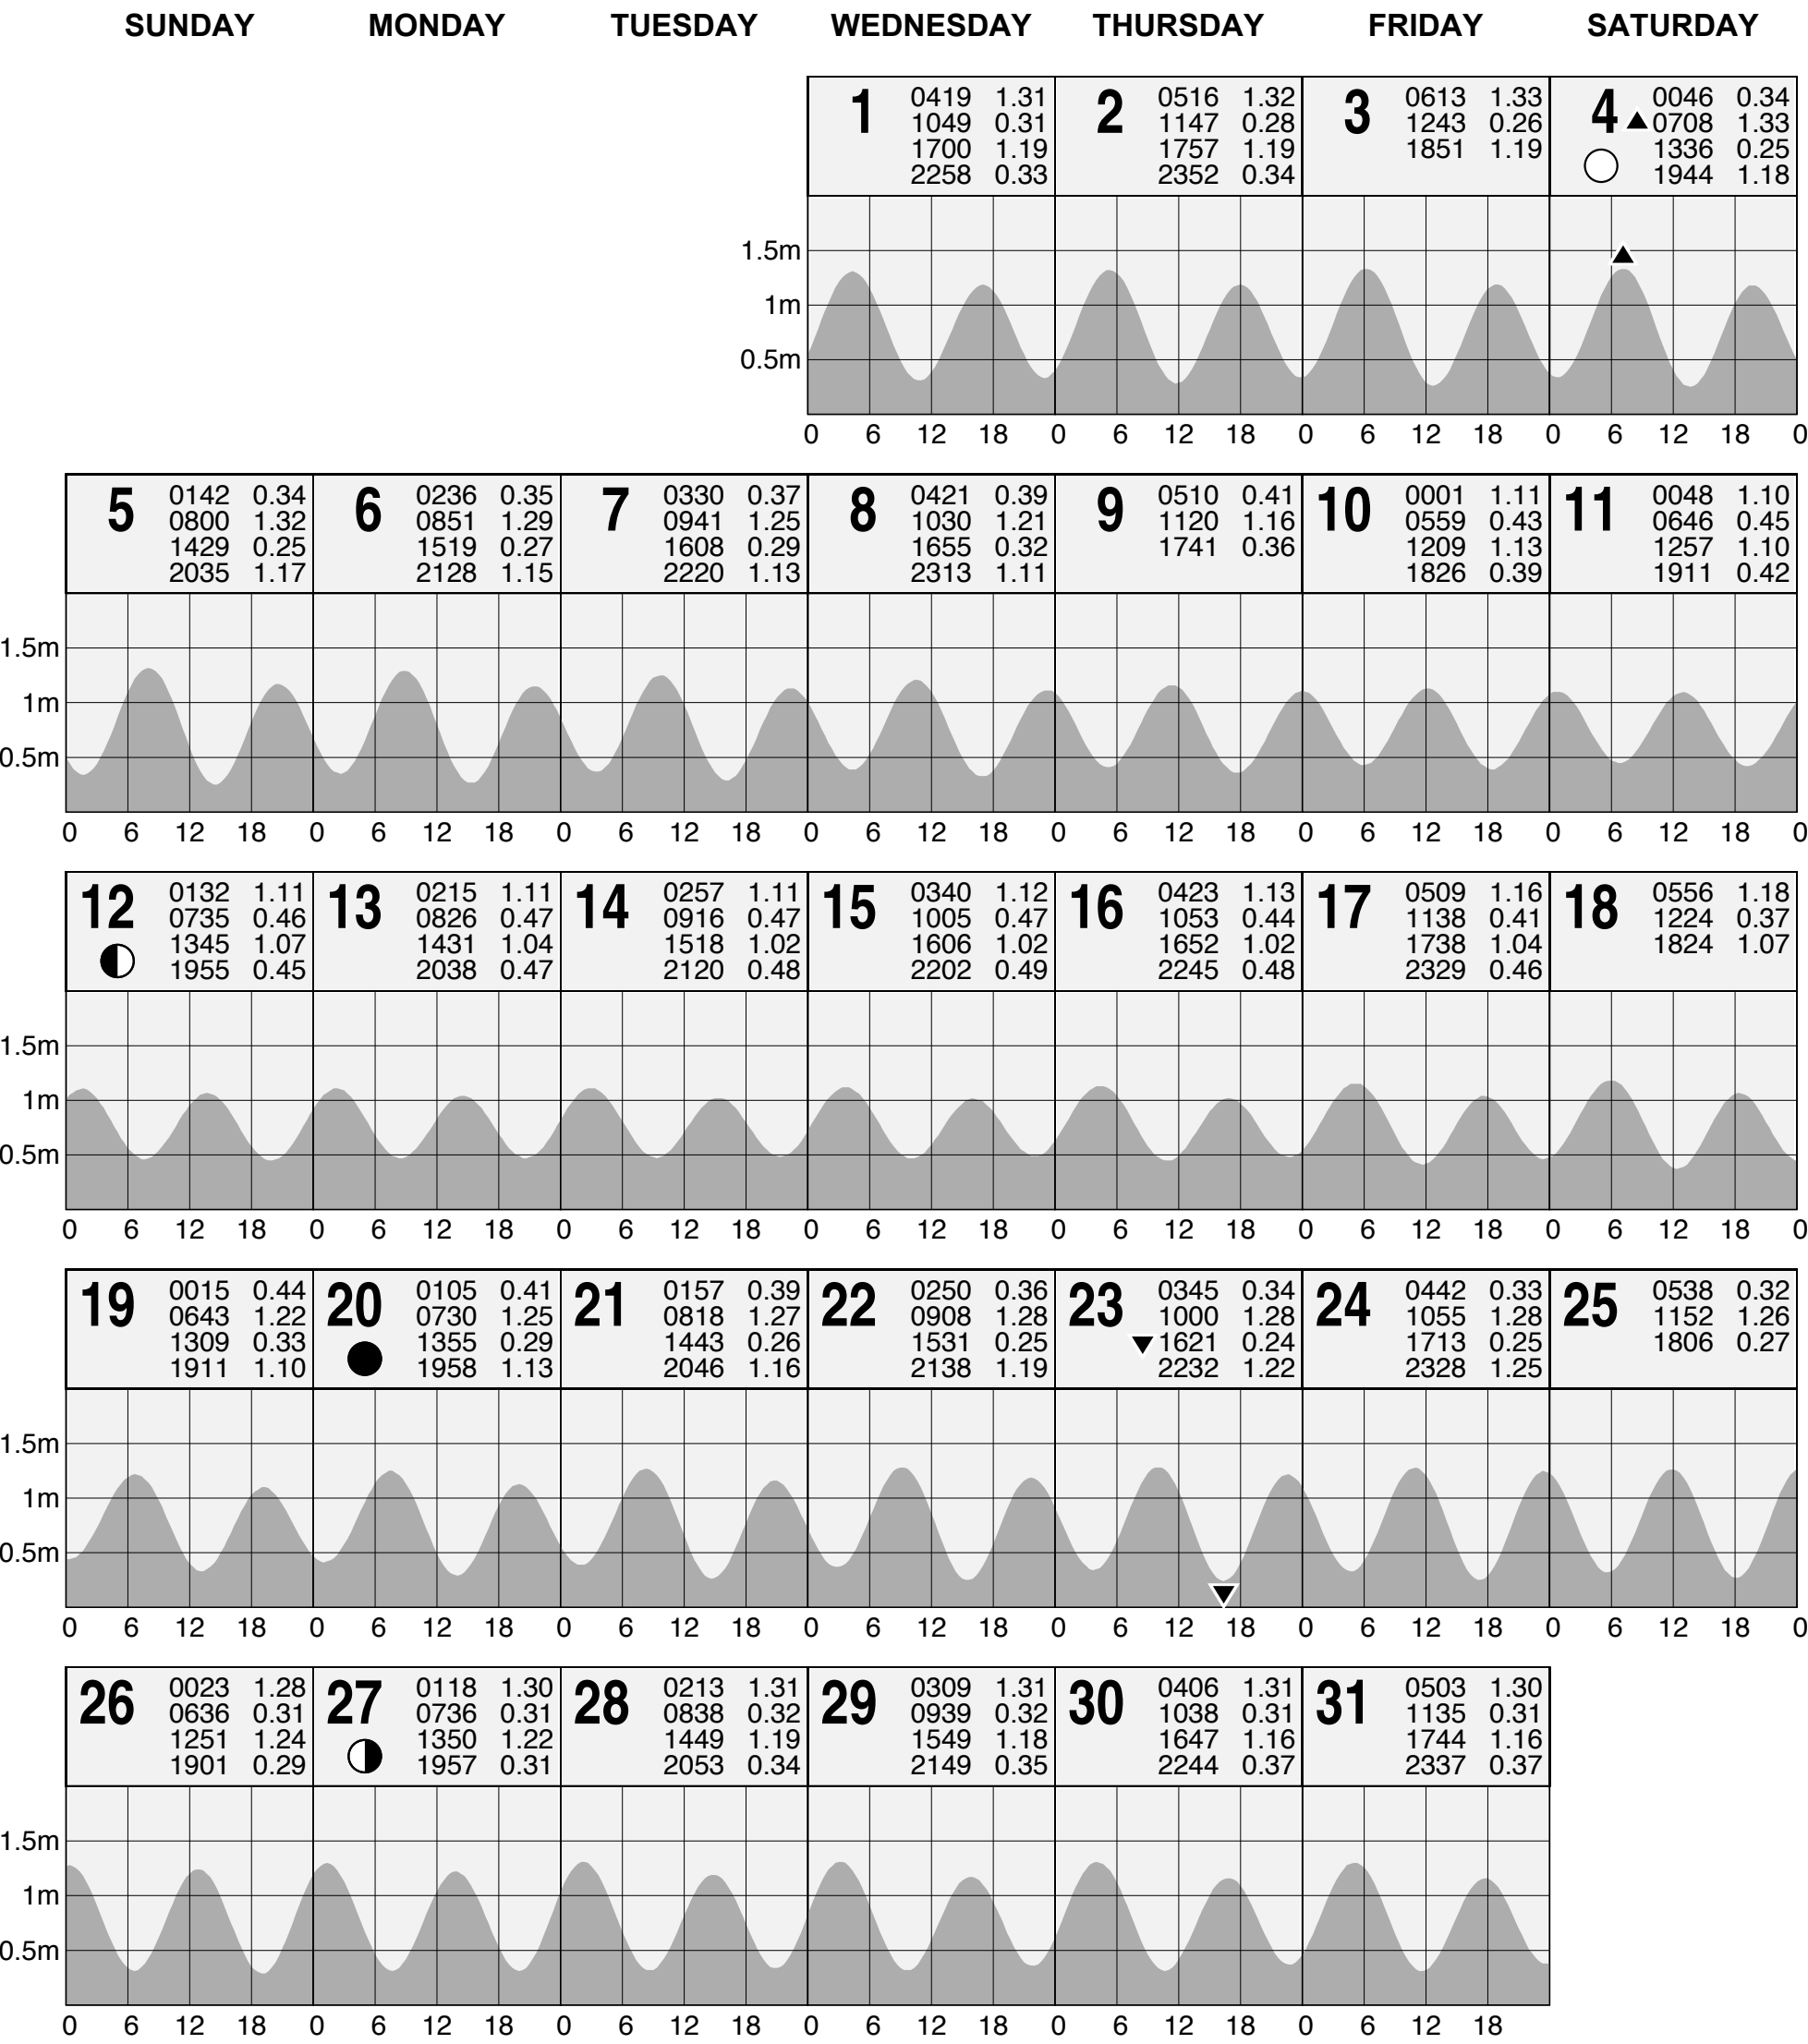 SUNDAY MONDAY TUESDAY WEDNESDAY THURSDAY FRIDAY SATURDAY
1 0419 1.31 2 0516 1.32 3 0613 1.33 4 0046 0.34
1049 0.31 1147 0.28 1243 0.26 0708 1.33
1700 1.19 1757 1.19 1851 1.19 1336 0.25
2258 0.33 2352 0.34 1944 1.18
1.5m
1m
0.5m
0 6 12 18 0 6 12 18 0 6 12 18 0 6 12 18 0
5 0142 0.34 6 0236 0.35 7 0330 0.37 8 0421 0.39 9 0510 0.41 10 0001 1.11 11 0048 1.10
0800 1.32 0851 1.29 0941 1.25 1030 1.21 1120 1.16 0559 0.43 0646 0.45
1429 0.25 1519 0.27 1608 0.29 1655 0.32 1741 0.36 1209 1.13 1257 1.10
2035 1.17 2128 1.15 2220 1.13 2313 1.11 1826 0.39 1911 0.42
1.5m
1m
0.5m
0 6 12 18 0 6 12 18 0 6 12 18 0 6 12 18 0 6 12 18 0 6 12 18 0 6 12 18 0
12 0132 1.11 13 0215 1.11 14 0257 1.11 15 0340 1.12 16 0423 1.13 17 0509 1.16 18 0556 1.18
0735 0.46 0826 0.47 0916 0.47 1005 0.47 1053 0.44 1138 0.41 1224 0.37
1345 1.07 1431 1.04 1518 1.02 1606 1.02 1652 1.02 1738 1.04 1824 1.07
1955 0.45 2038 0.47 2120 0.48 2202 0.49 2245 0.48 2329 0.46
1.5m
1m
0.5m
0 6 12 18 0 6 12 18 0 6 12 18 0 6 12 18 0 6 12 18 0 6 12 18 0 6 12 18 0
19 0015 0.44 20 0105 0.41 21 0157 0.39 22 0250 0.36 23 0345 0.34 24 0442 0.33 25 0538 0.32
0643 1.22 0730 1.25 0818 1.27 0908 1.28 1000 1.28 1055 1.28 1152 1.26
1309 0.33 1355 0.29 1443 0.26 1531 0.25 1621 0.24 1713 0.25 1806 0.27
1911 1.10 1958 1.13 2046 1.16 2138 1.19 2232 1.22 2328 1.25
1.5m
1m
0.5m
0 6 12 18 0 6 12 18 0 6 12 18 0 6 12 18 0 6 12 18 0 6 12 18 0 6 12 18 0
26 0023 1.28 27 0118 1.30 28 0213 1.31 29 0309 1.31 30 0406 1.31 31 0503 1.30
0636 0.31 0736 0.31 0838 0.32 0939 0.32 1038 0.31 1135 0.31
1251 1.24 1350 1.22 1449 1.19 1549 1.18 1647 1.16 1744 1.16
1901 0.29 1957 0.31 2053 0.34 2149 0.35 2244 0.37 2337 0.37
1.5m
1m
0.5m
0 6 12 18 0 6 12 18 0 6 12 18 0 6 12 18 0 6 12 18 0 6 12 18